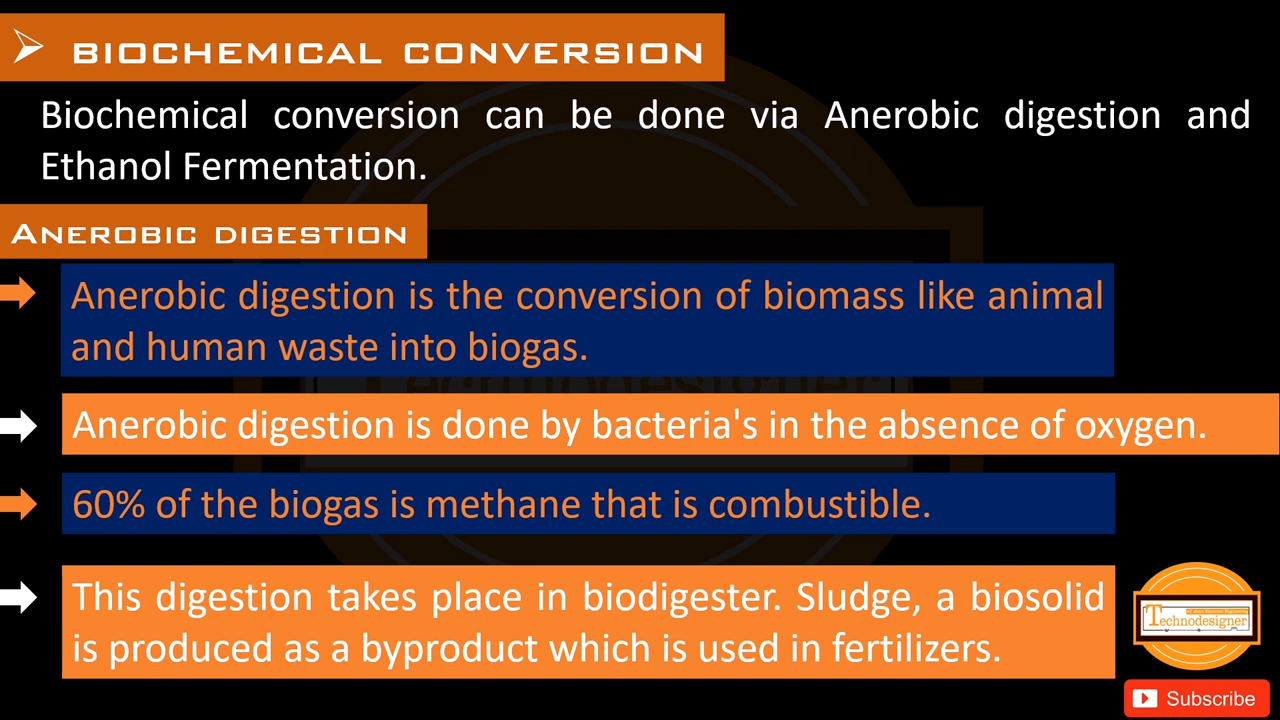 BIOCHEMICAL CONVERSION
Biochemical conversion can be done via Anerobic digestion and
Ethanol Fermentation.
ANEROBIC DIGESTION
Anerobic digestion is the conversion of biomass like animal
and human waste into biogas.
Anerobic digestion is done by bacteria's in the absence of oxygen.
60% of the biogas is methane that is combustible.
This digestion takes place in biodigester. Sludge, a biosolid
is produced as a byproduct which is used in fertilizers.
Technodesigner
Subscribe